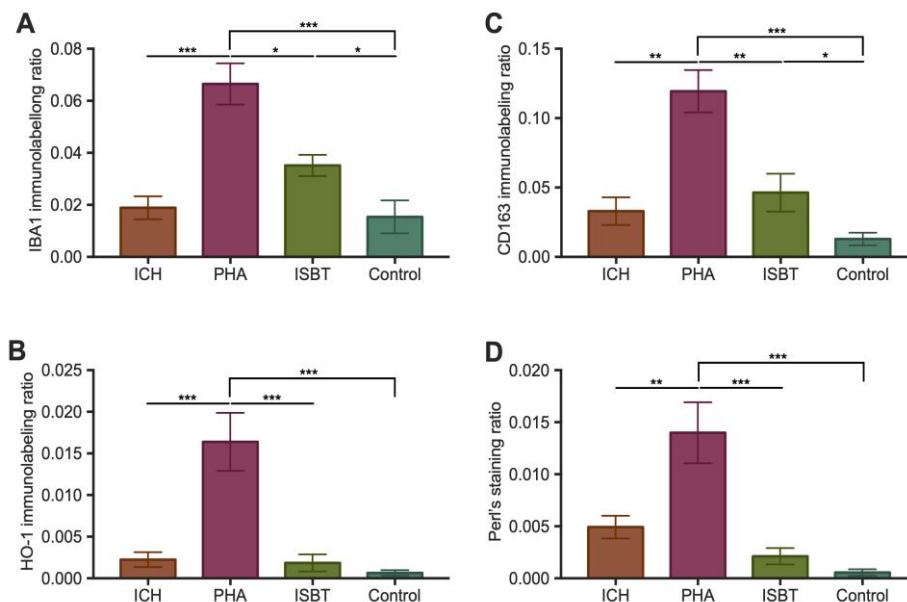 A
***
*** * *
IBA1 immunolabellong ratio
0.08
0.06
0.04
0.02
0.00
ICH PHA ISBT Control
C
***
** ** *
CD163 immunolabeling ratio
0.15
0.10
0.05
0.00
ICH PHA ISBT Control
B
***
*** ***
HO-1 immunolabeling ratio
0.025
0.020
0.015
0.010
0.005
0.000
ICH PHA ISBT Control
D
***
** ***
Perl's staining ratio
0.020
0.015
0.010
0.005
0.000
ICH PHA ISBT Control